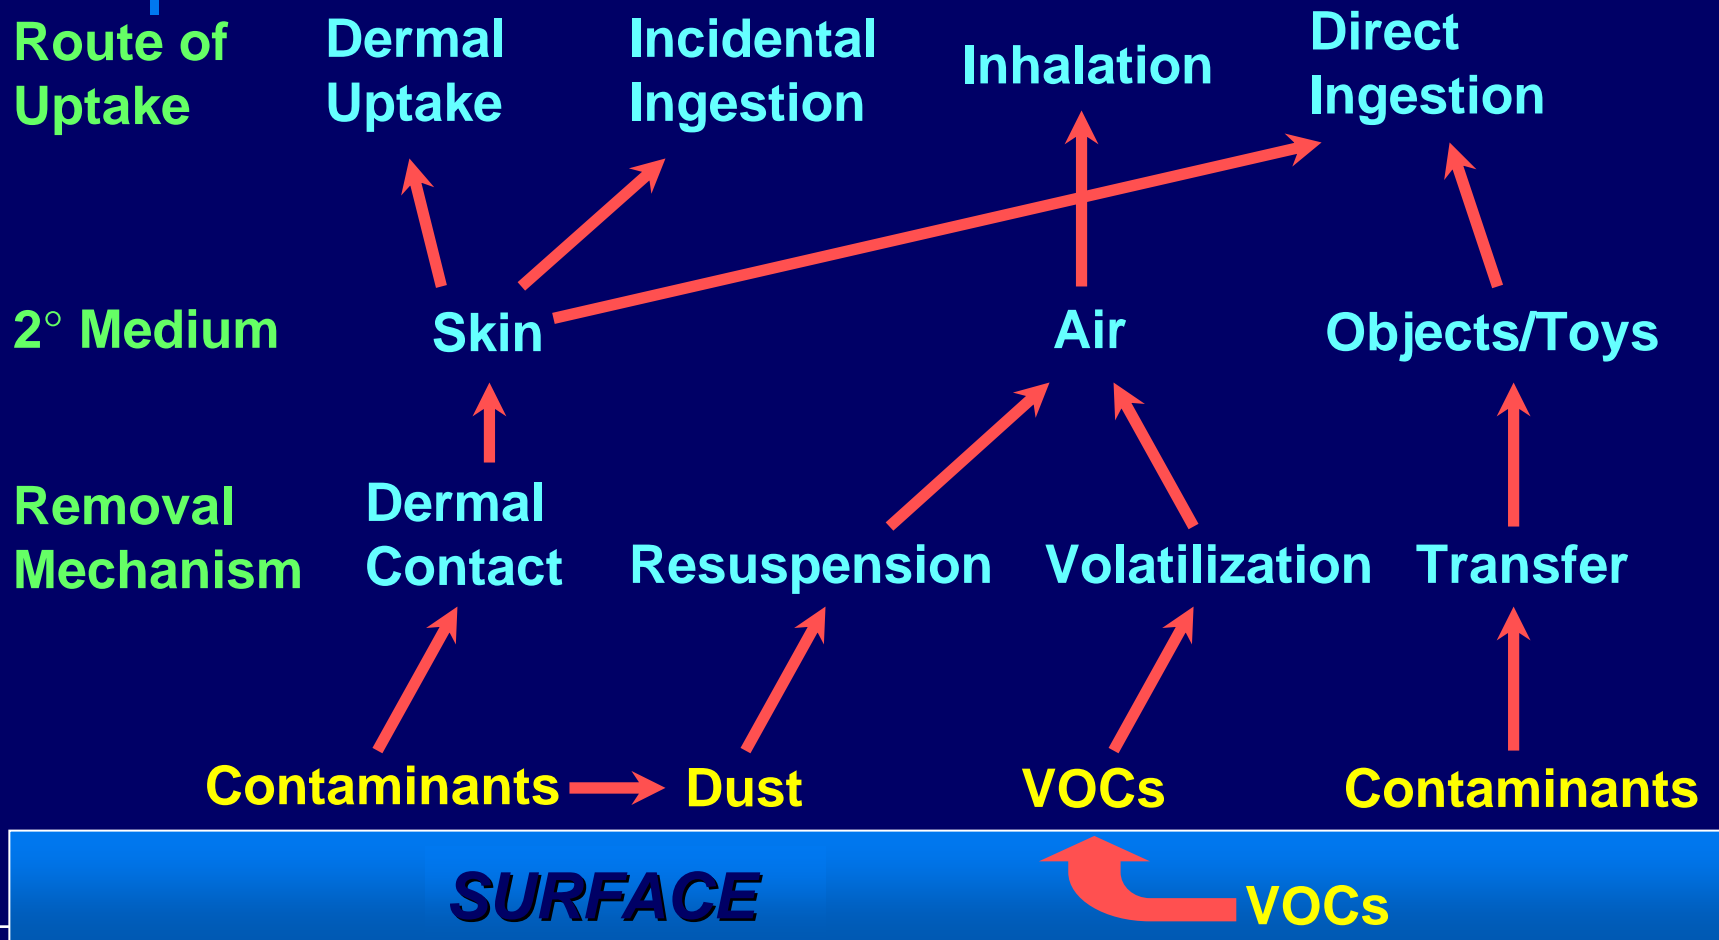 Route of
Uptake
Dermal
Uptake
Incidental
Ingestion
Inhalation
Direct
Ingestion
2° Medium
Skin
Air
Objects/Toys
Removal
Mechanism
Dermal
Contact
Resuspension
Volatilization
Transfer
Contaminants
Dust
VOCs
Contaminants
SURFACE
VOCs